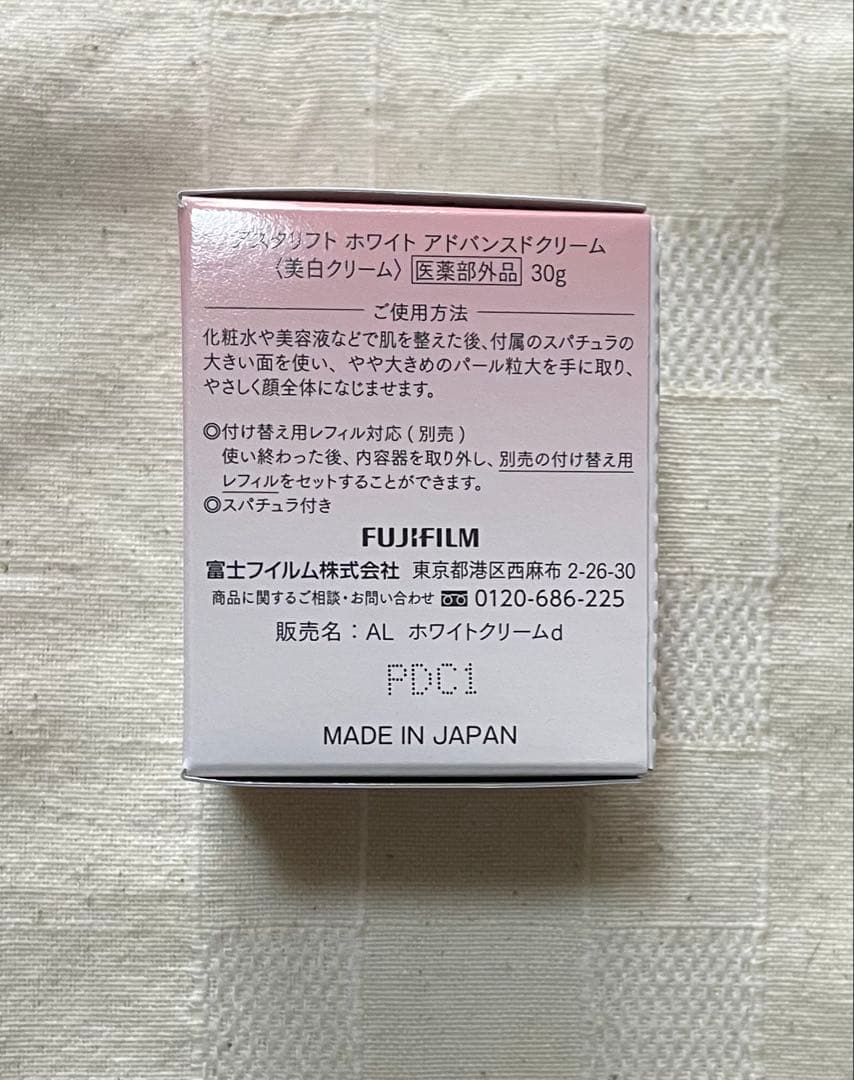 アスタリフト ホワイト アドバンスドクリーム
〈美白クリーム〉 医薬部外品 30g
ご使用方法
化粧水や美容液などで肌を整えた後、付属のスパチュラの
大きい面を使い、やや大きめのパール粒大を手に取り、
やさしく顔全体になじませます。
◎付け替え用レフィル対応(別売)
使い終わった後、内容器を取り外し、別売の付け替え用
レフィルをセットすることができます。
◎スパチュラ付き
FUJIFILM
富士フイルム株式会社 東京都港区西麻布 2-26-30
商品に関するご相談・お問い合わせ 0120-686-225
販売名：AL ホワイトクリームd
PDC1
MADE IN JAPAN